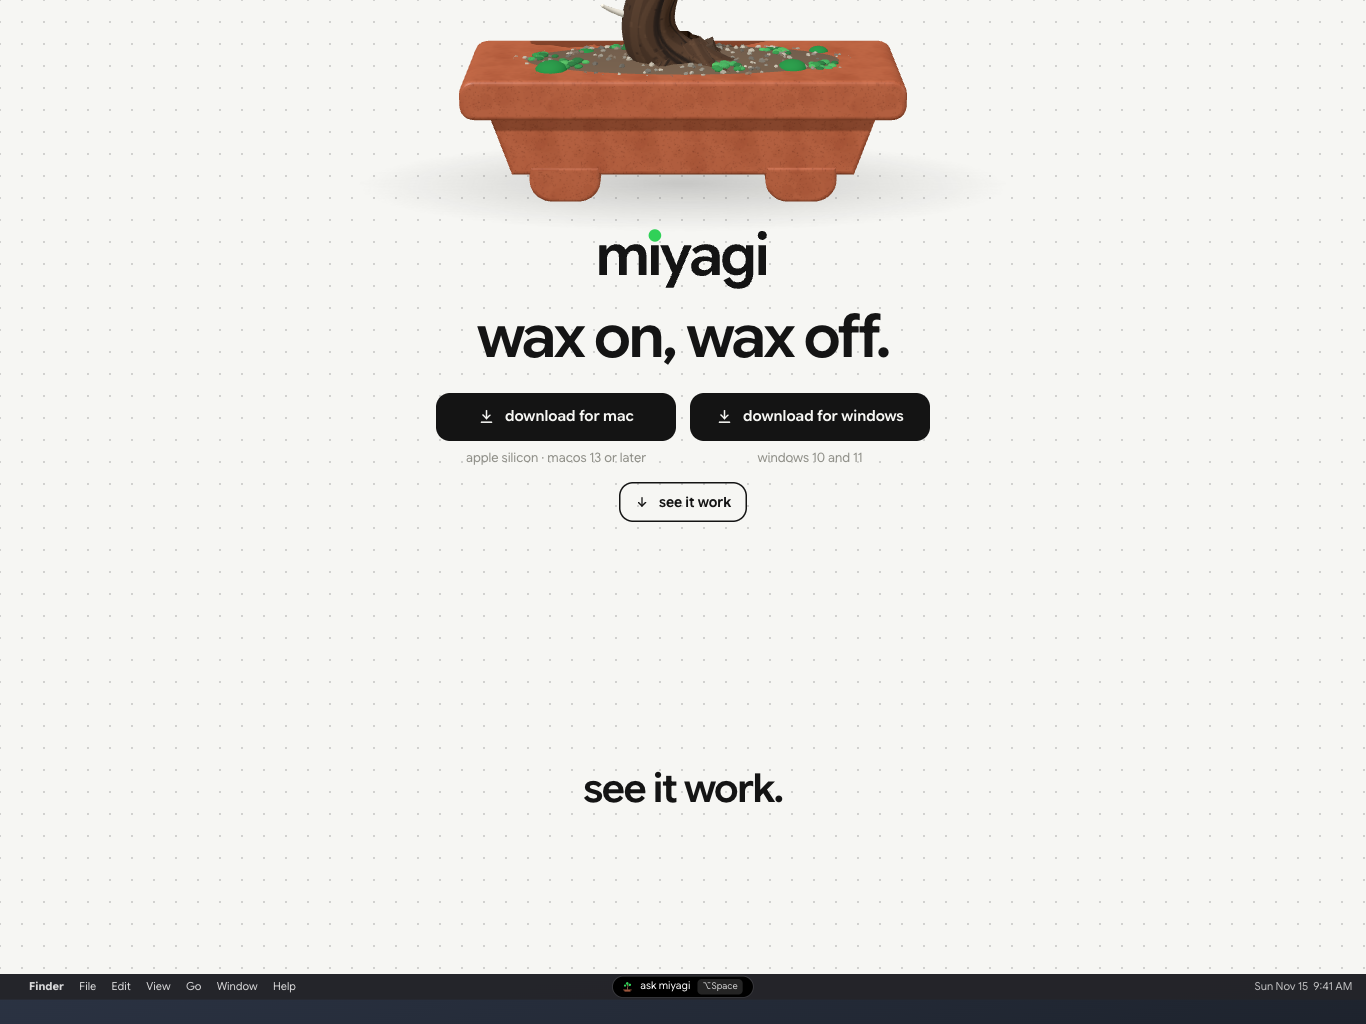 miyagi
wax on, wax off.
download for mac
download for windows
apple silicon · macos 13 or later
windows 10 and 11
see it work
see it work.
Finder File Edit View Go Window Help
ask miyagi ⌥Space
Sun Nov 15 9:41 AM